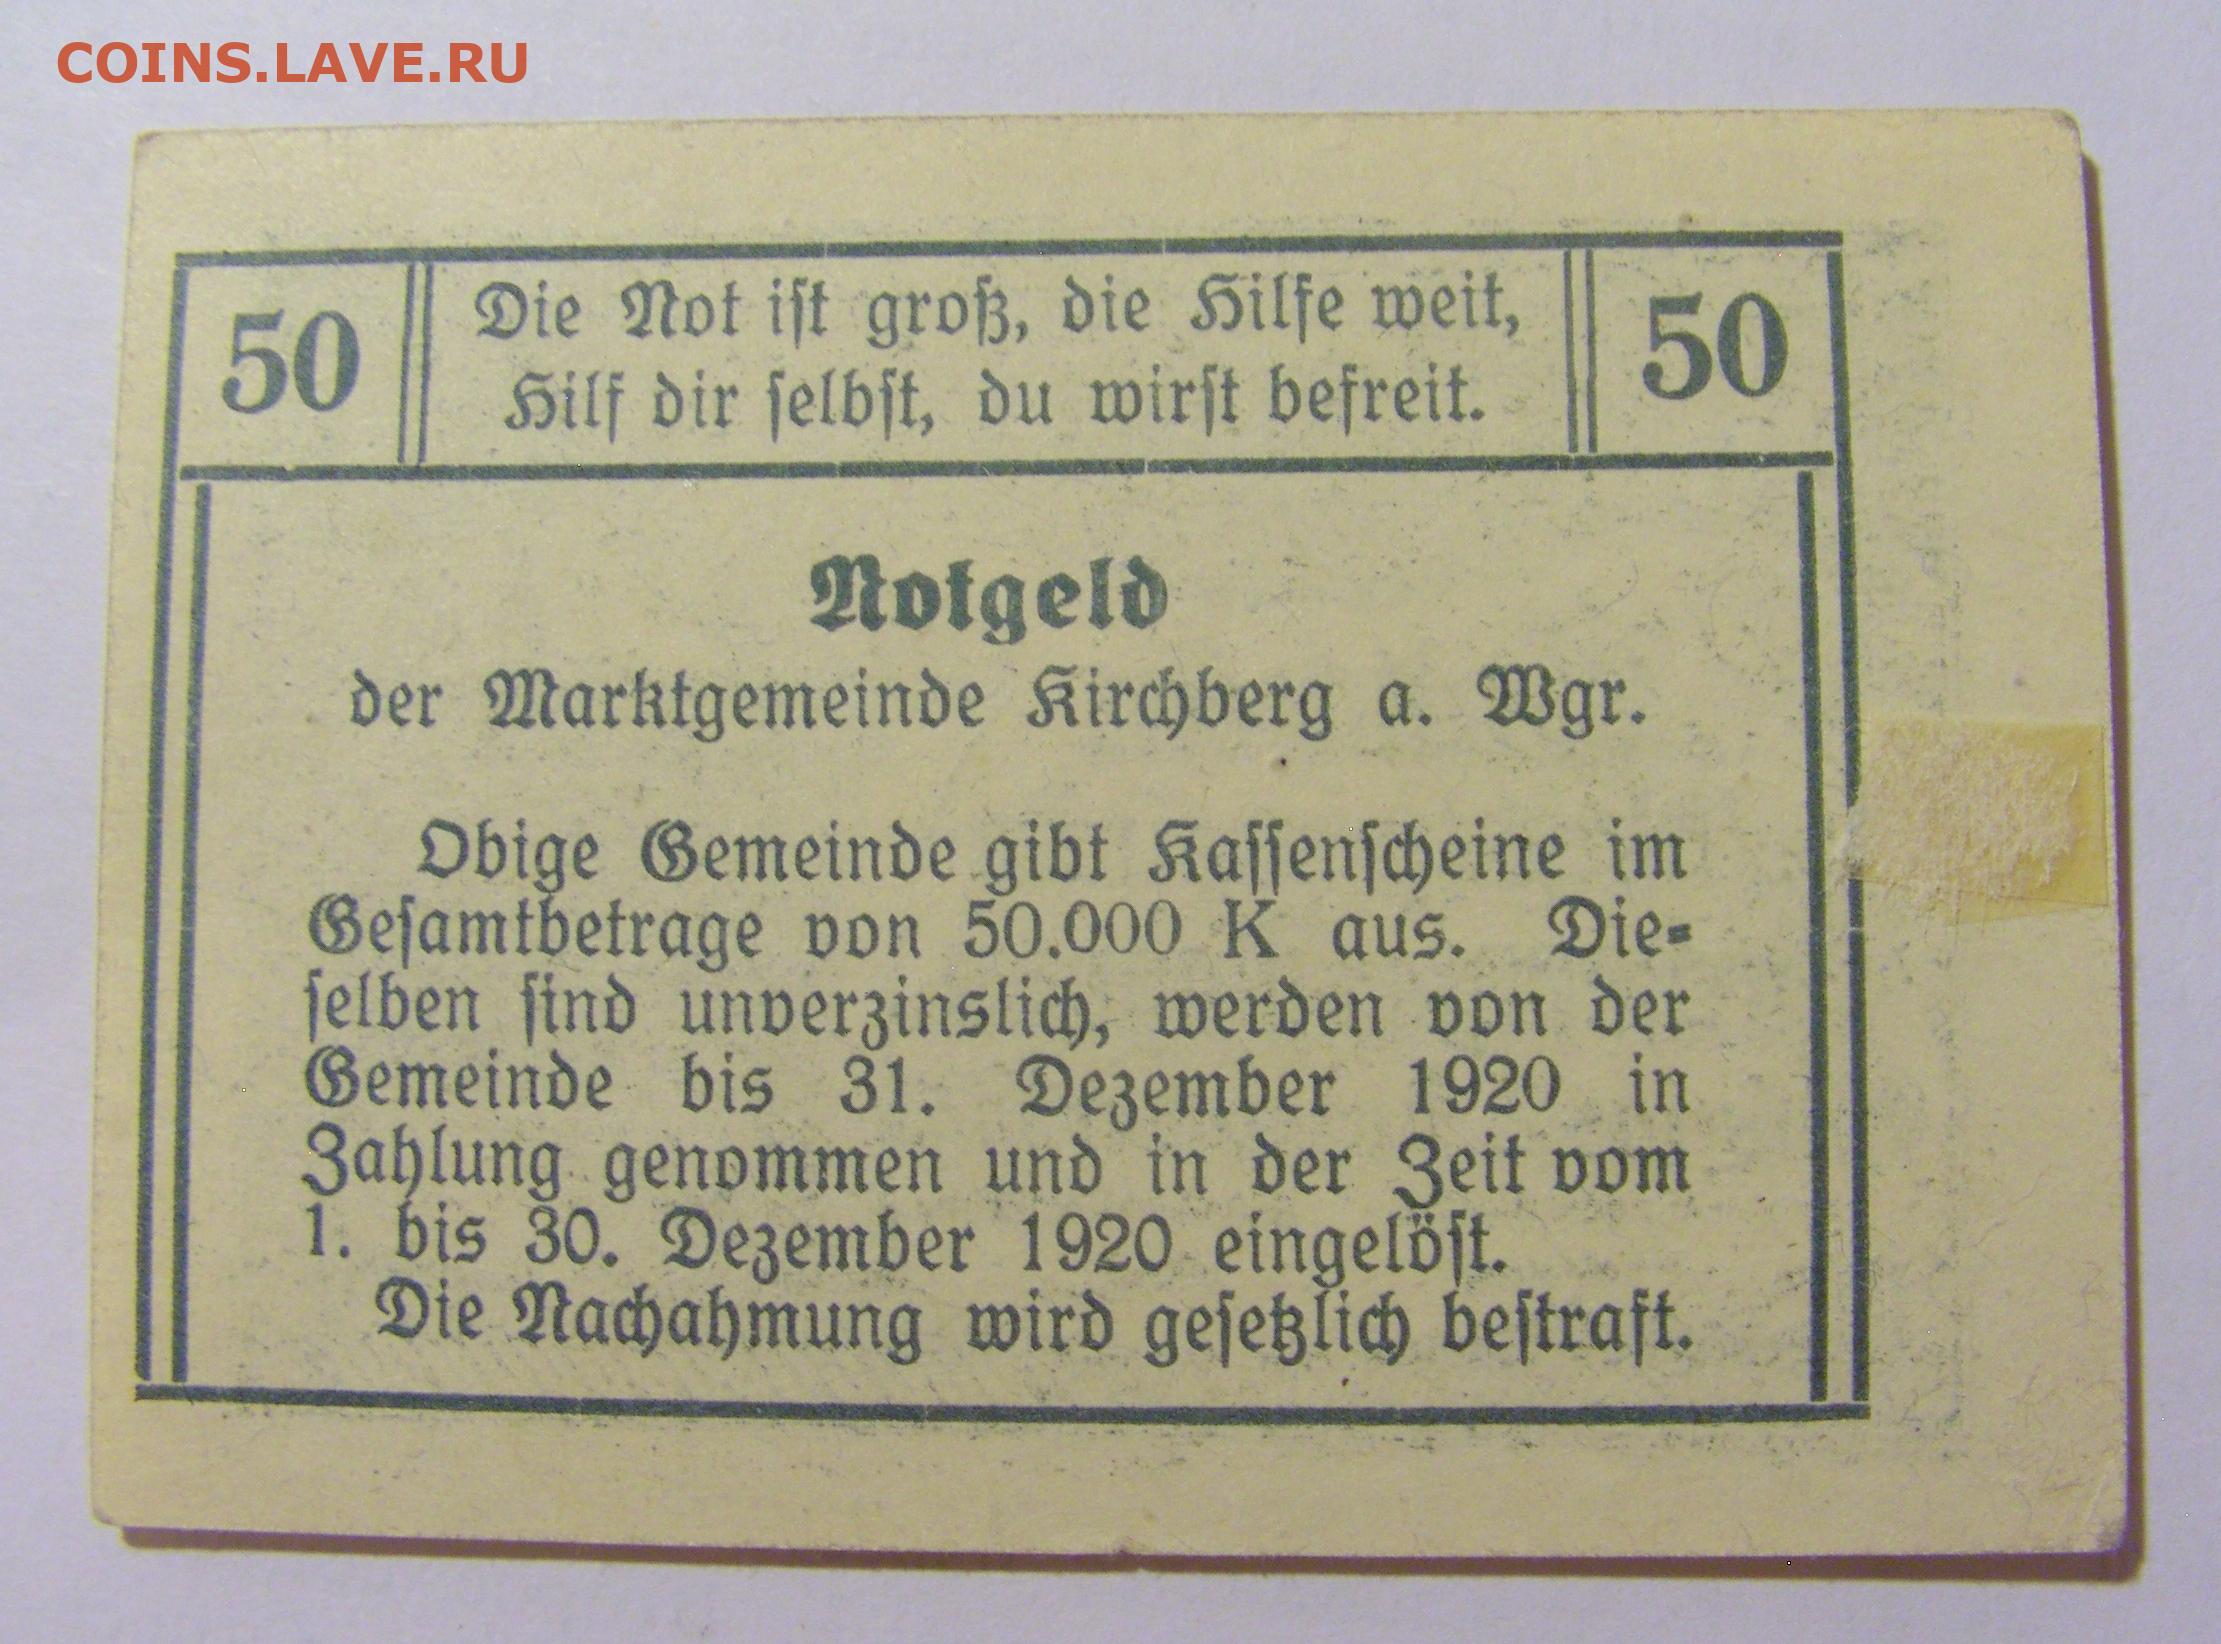 COINS.LAVE.RU
50
Die Not ist groß, die Hilfe weit,
Hilf dir selbst, du wirst befreit.
50
Notgeld
der Marktgemeinde Kirchberg a. Wgr.
Obige Gemeinde gibt Kassenscheine im
Gesamtbetrage von 50.000 K aus. Die-
selben sind unverzinslich, werden von der
Gemeinde bis 31. Dezember 1920 in
Zahlung genommen und in der Zeit vom
1. bis 30. Dezember 1920 eingelöst.
Die Nachahmung wird gesetzlich bestraft.